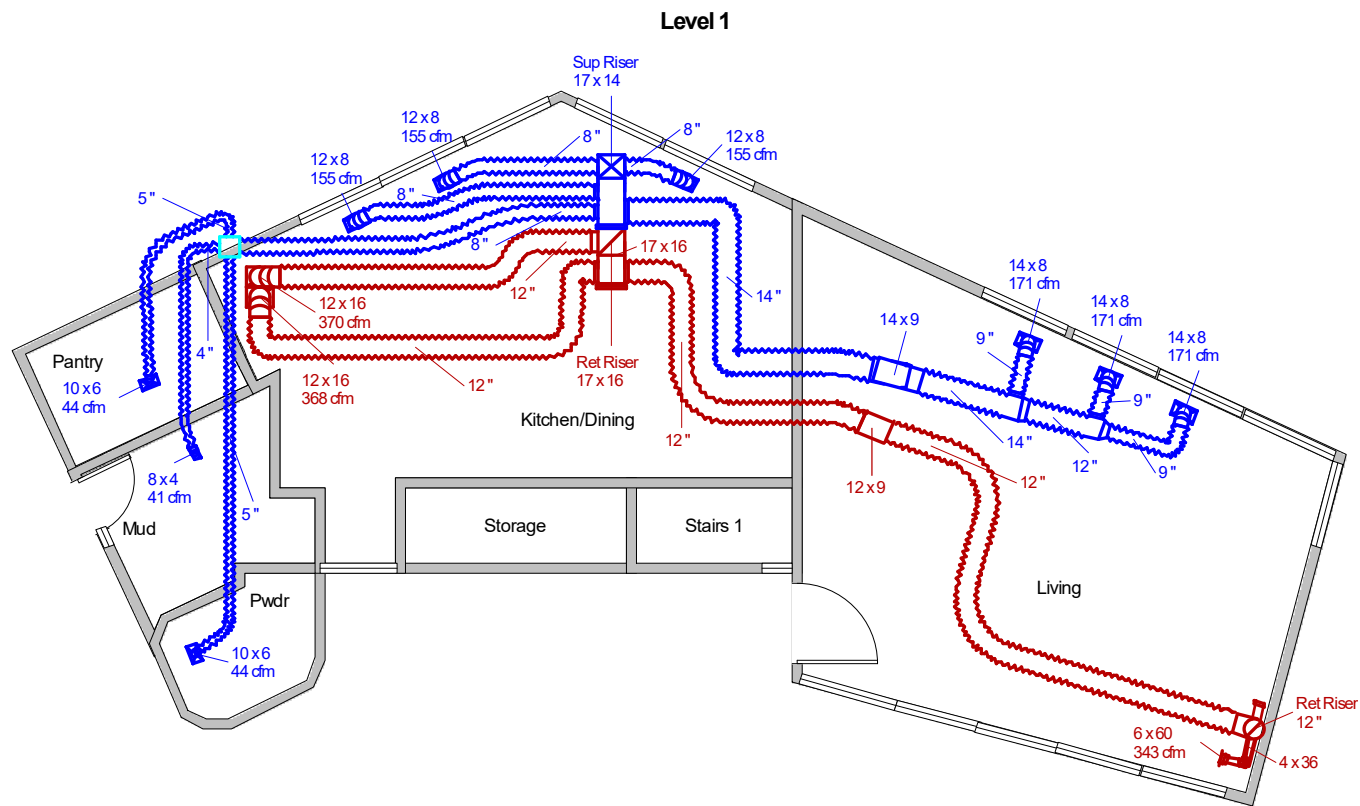 Level 1
Sup Riser
17 x 14
12 x 8
155 cfm
8 "
8 "
12 x 8
155 cfm
12 x 8
155 cfm
8 "
5 "
8 "
17 x 16
12 "
12 "
4 "
12 x 16
370 cfm
14 "
14 x 8
171 cfm
14 x 8
171 cfm
14 x 8
171 cfm
14 x 9
9 "
9 "
Pantry
10 x 6
44 cfm
12 x 16
368 cfm
12 "
Ret Riser
17 x 16
Kitchen/Dining
12 "
14 "
12 "
9 "
8 x 4
41 cfm
5 "
12 x 9
12 "
Mud
Storage
Stairs 1
Pwdr
Living
10 x 6
44 cfm
Ret Riser
12 "
6 x 60
343 cfm
4 x 36